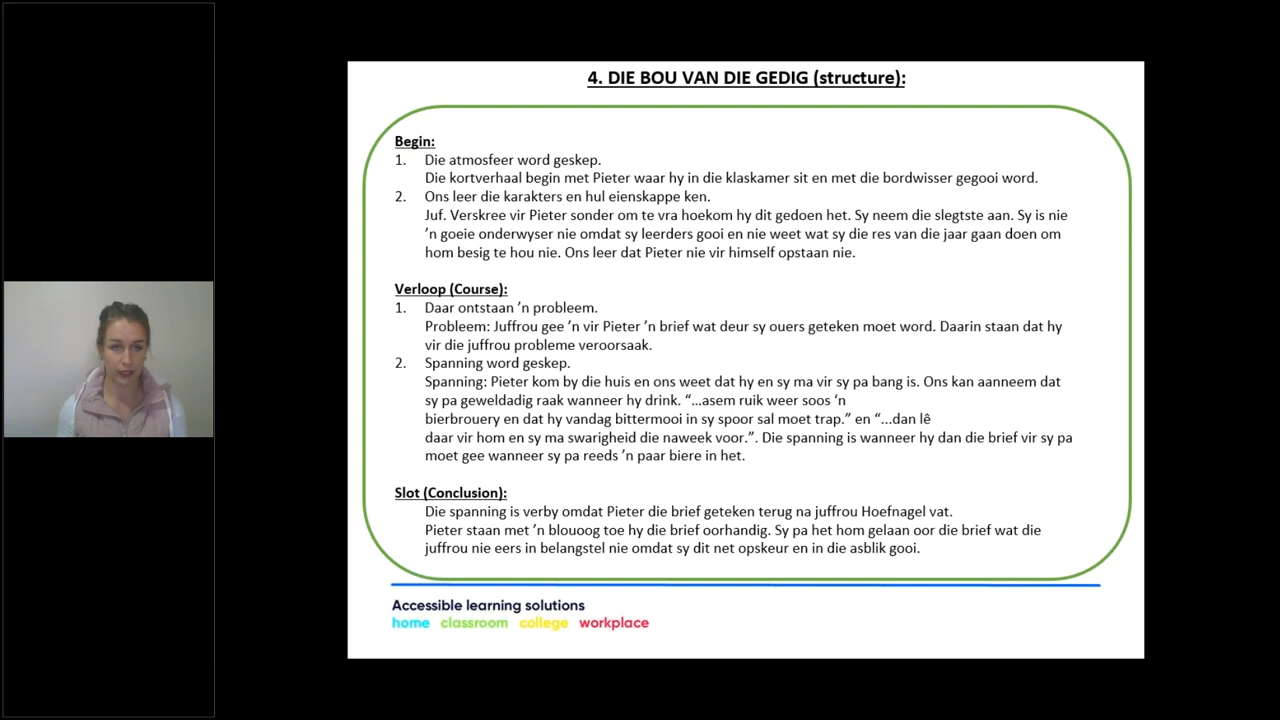 4. DIE BOU VAN DIE GEDIG (structure):
Begin:
1. Die atmosfeer word geskep.
Die kortverhaal begin met Pieter waar hy in die klaskamer sit en met die bordwisser gegooi word.
2. Ons leer die karakters en hul eienskappe ken.
Juf. Verskree vir Pieter sonder om te vra hoekom hy dit gedoen het. Sy neem die slegtste aan. Sy is nie
’n goeie onderwyser nie omdat sy leerders gooi en nie weet wat sy die res van die jaar gaan doen om
hom besig te hou nie. Ons leer dat Pieter nie vir himself opstaan nie.
Verloop (Course):
1. Daar ontstaan ’n probleem.
Probleem: Juffrou gee ’n vir Pieter ’n brief wat deur sy ouers geteken moet word. Daarin staan dat hy
vir die juffrou probleme veroorsaak.
2. Spanning word geskep.
Spanning: Pieter kom by die huis en ons weet dat hy en sy ma vir sy pa bang is. Ons kan aanneem dat
sy pa geweldadig raak wanneer hy drink. “…asem ruik weer soos ‘n
bierbrouery en dat hy vandag bittermooi in sy spoor sal moet trap.” en “…dan lê
daar vir hom en sy ma swarigheid die naweek voor.”. Die spanning is wanneer hy dan die brief vir sy pa
moet gee wanneer sy pa reeds ’n paar biere in het.
Slot (Conclusion):
Die spanning is verby omdat Pieter die brief geteken terug na juffrou Hoefnagel vat.
Pieter staan met ’n blouoog toe hy die brief oorhandig. Sy pa het hom gelaan oor die brief wat die
juffrou nie eers in belangstel nie omdat sy dit net opskeur en in die asblik gooi.
Accessible learning solutions
home classroom college workplace